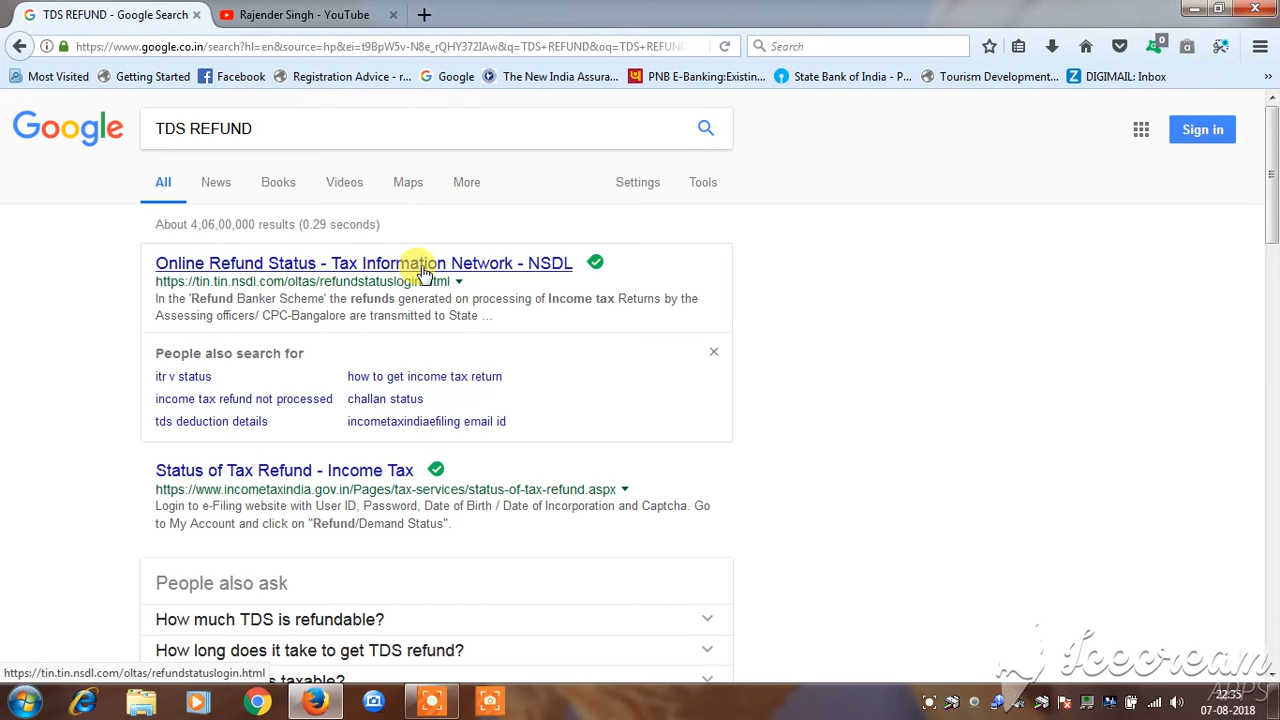 TDS REFUND - Google Search
Rajender Singh - YouTube
https://www.google.co.in/search?hl=en&source=hp&ei=t9BpW5v-N8e_rQHY372IAw&q=TDS+REFUND&oq=TDS+REFUND
Search
0
Most Visited
Getting Started
Facebook
Registration Advice - r...
Google
The New India Assura...
PNB E-Banking:Existin...
State Bank of India - P...
Tourism Development...
DIGIMAIL: Inbox
Google
TDS REFUND
Sign in
All
News
Books
Videos
Maps
More
Settings
Tools
About 4,06,00,000 results (0.29 seconds)
Online Refund Status - Tax Information Network - NSDL
https://tin.tin.nsdl.com/oltas/refundstatuslogin.html
In the 'Refund Banker Scheme' the refunds generated on processing of Income tax Returns by the
Assessing officers/ CPC-Bangalore are transmitted to State ...
People also search for
itr v status
how to get income tax return
income tax refund not processed
challan status
tds deduction details
incometaxindiaefiling email id
Status of Tax Refund - Income Tax
https://www.incometaxindia.gov.in/Pages/tax-services/status-of-tax-refund.aspx
Login to e-Filing website with User ID, Password, Date of Birth / Date of Incorporation and Captcha. Go
to My Account and click on "Refund/Demand Status".
People also ask
How much TDS is refundable?
How long does it take to get TDS refund?
taxable?
https://tin.tin.nsdl.com/oltas/refundstatuslogin.html
Icecream
APPS
22:35
07-08-2018